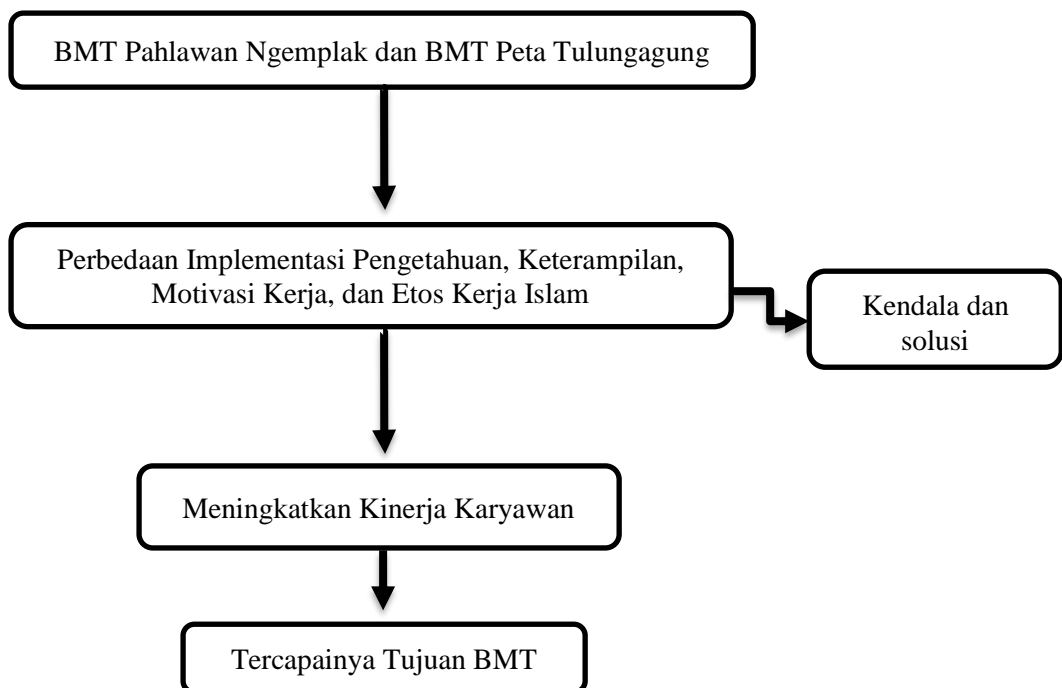 BMT Pahlawan Ngemplak dan BMT Peta Tulungagung
Perbedaan Implementasi Pengetahuan, Keterampilan,
Motivasi Kerja, dan Etos Kerja Islam
Kendala dan
solusi
Meningkatkan Kinerja Karyawan
Tercapainya Tujuan BMT